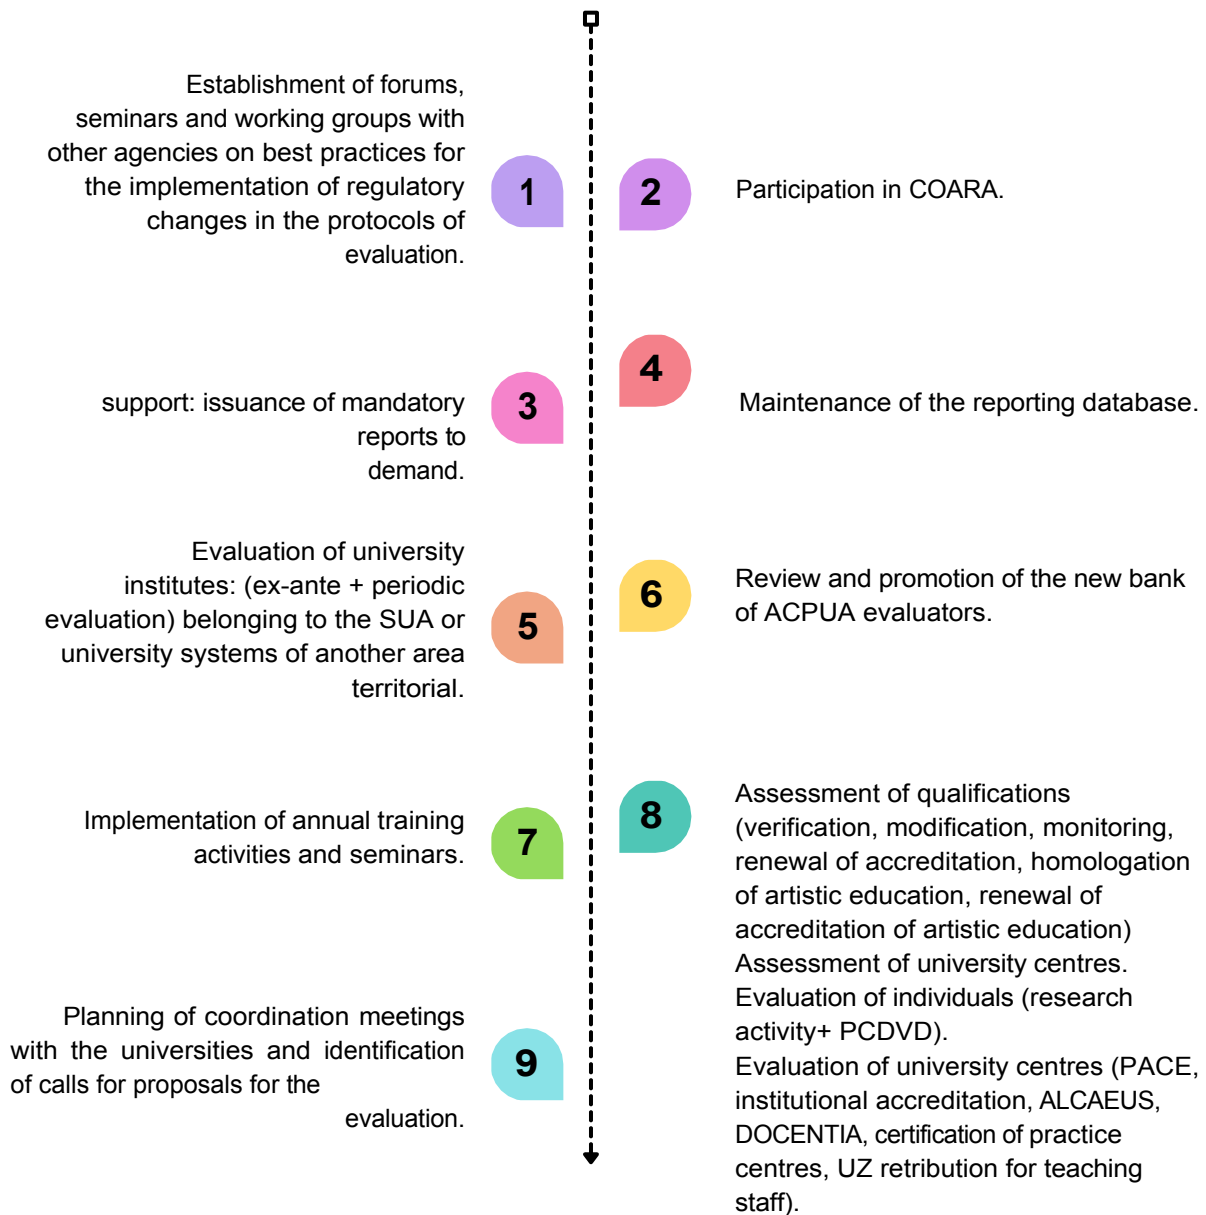 Establishment of forums,
seminars and working groups with
other agencies on best practices for
the implementation of regulatory
changes in the protocols of
evaluation.
1
2
Participation in COARA.
support: issuance of mandatory
reports to
demand.
3
4
Maintenance of the reporting database.
Evaluation of university
institutes: (ex-ante + periodic
evaluation) belonging to the SUA or
university systems of another area
territorial.
5
6
Review and promotion of the new bank
of ACPUA evaluators.
Implementation of annual training
activities and seminars.
7
8
Assessment of qualifications
(verification, modification, monitoring,
renewal of accreditation, homologation
of artistic education, renewal of
accreditation of artistic education)
Assessment of university centres.
Evaluation of individuals (research
activity+ PCDVD).
Evaluation of university centres (PACE,
institutional accreditation, ALCAEUS,
DOCENTIA, certification of practice
centres, UZ retribution for teaching
staff).
Planning of coordination meetings
with the universities and identification
of calls for proposals for the
evaluation.
9